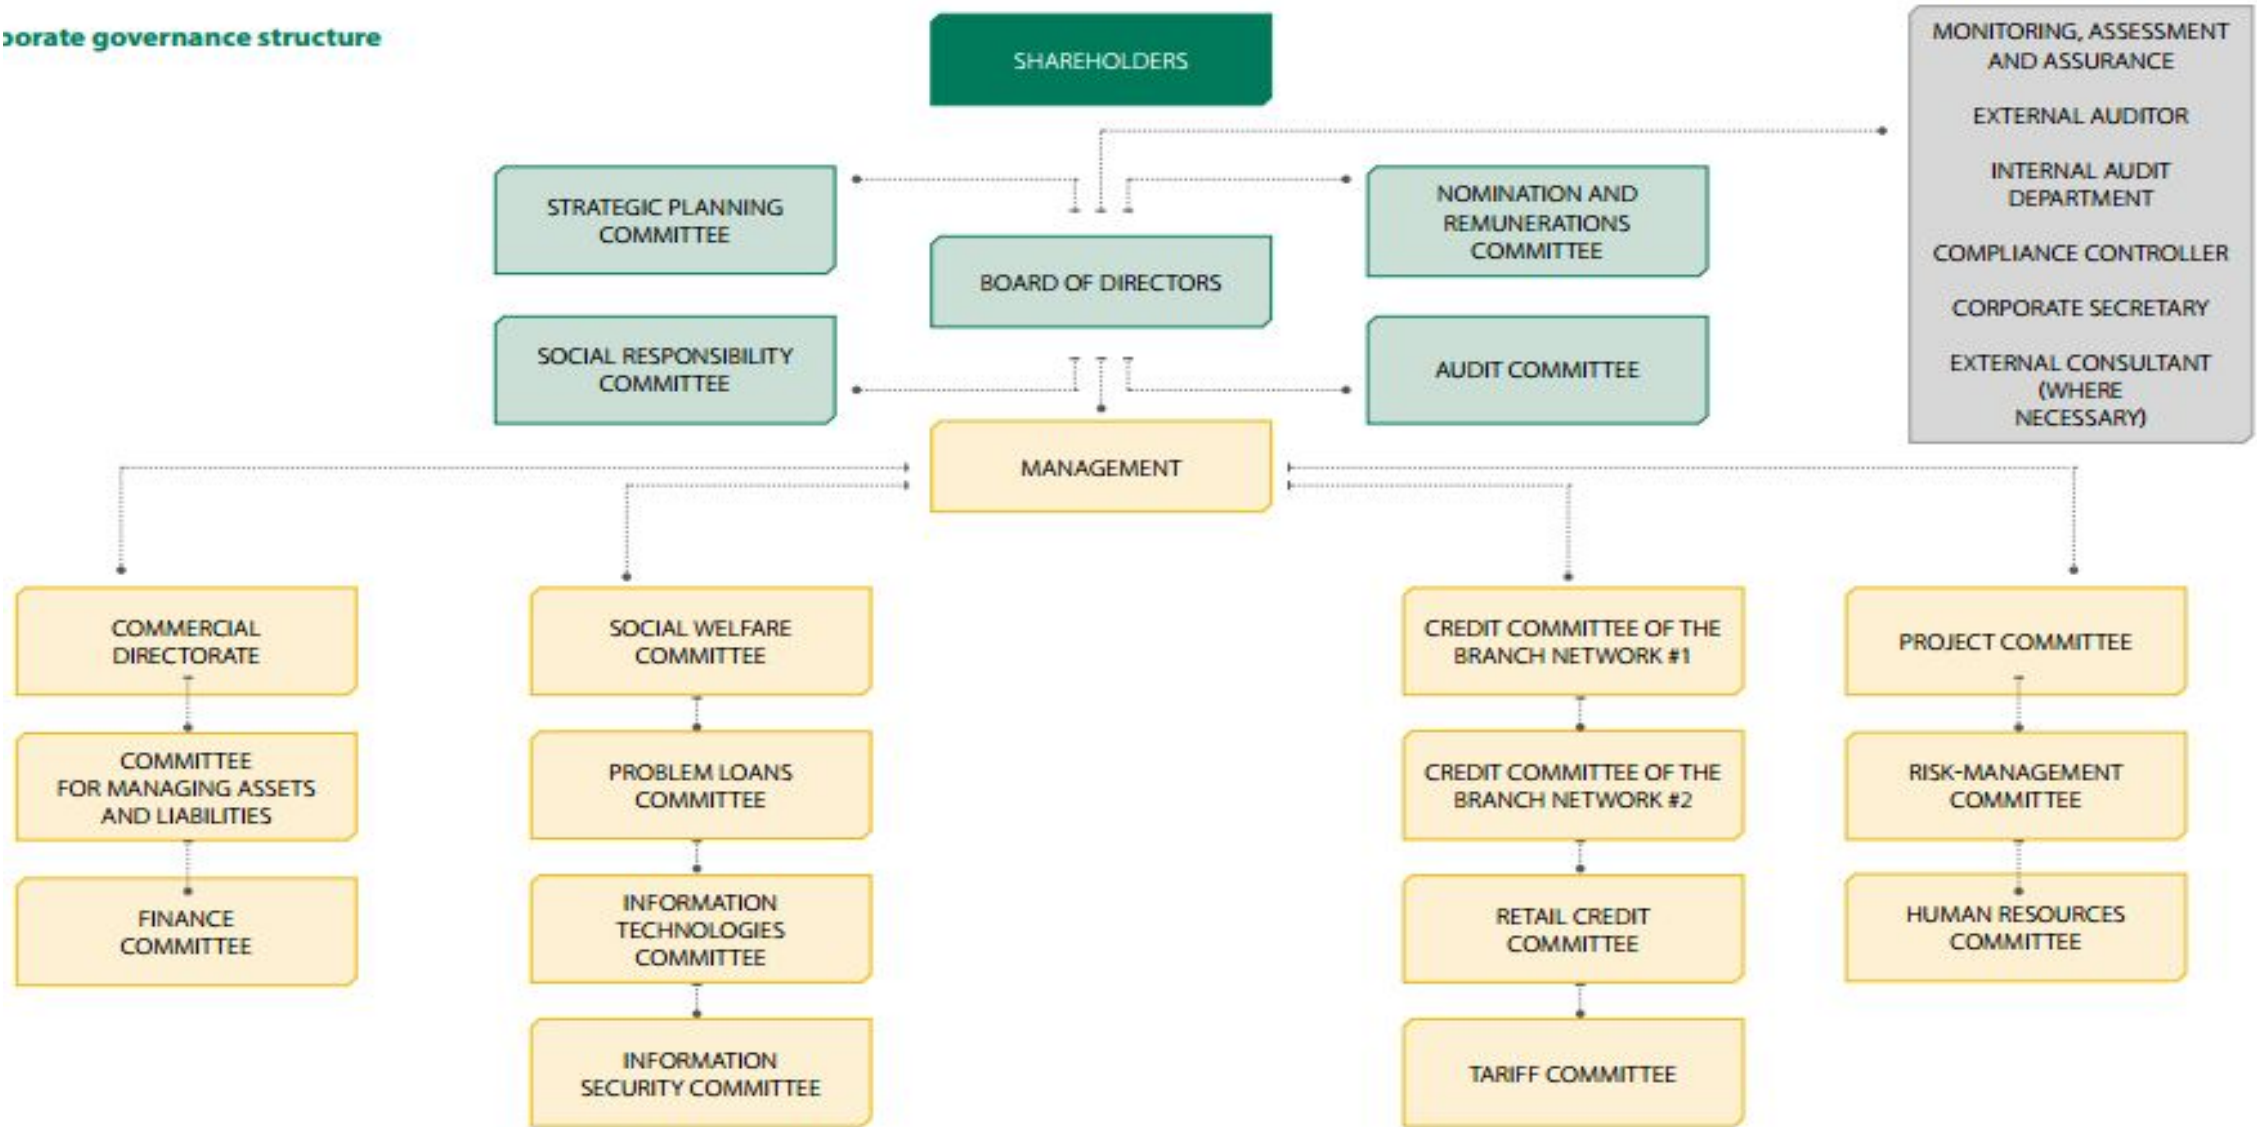 porate governance structure
SHAREHOLDERS
MONITORING, ASSESSMENT
AND ASSURANCE
EXTERNAL AUDITOR
INTERNAL AUDIT
DEPARTMENT
COMPLIANCE CONTROLLER
CORPORATE SECRETARY
EXTERNAL CONSULTANT
(WHERE
NECESSARY)
STRATEGIC PLANNING
COMMITTEE
NOMINATION AND
REMUNERATIONS
COMMITTEE
BOARD OF DIRECTORS
SOCIAL RESPONSIBILITY
COMMITTEE
AUDIT COMMITTEE
MANAGEMENT
COMMERCIAL
DIRECTORATE
COMMITTEE
FOR MANAGING ASSETS
AND LIABILITIES
FINANCE
COMMITTEE
SOCIAL WELFARE
COMMITTEE
PROBLEM LOANS
COMMITTEE
INFORMATION
TECHNOLOGIES
COMMITTEE
INFORMATION
SECURITY COMMITTEE
CREDIT COMMITTEE OF THE
BRANCH NETWORK #1
CREDIT COMMITTEE OF THE
BRANCH NETWORK #2
RETAIL CREDIT
COMMITTEE
TARIFF COMMITTEE
PROJECT COMMITTEE
RISK-MANAGEMENT
COMMITTEE
HUMAN RESOURCES
COMMITTEE